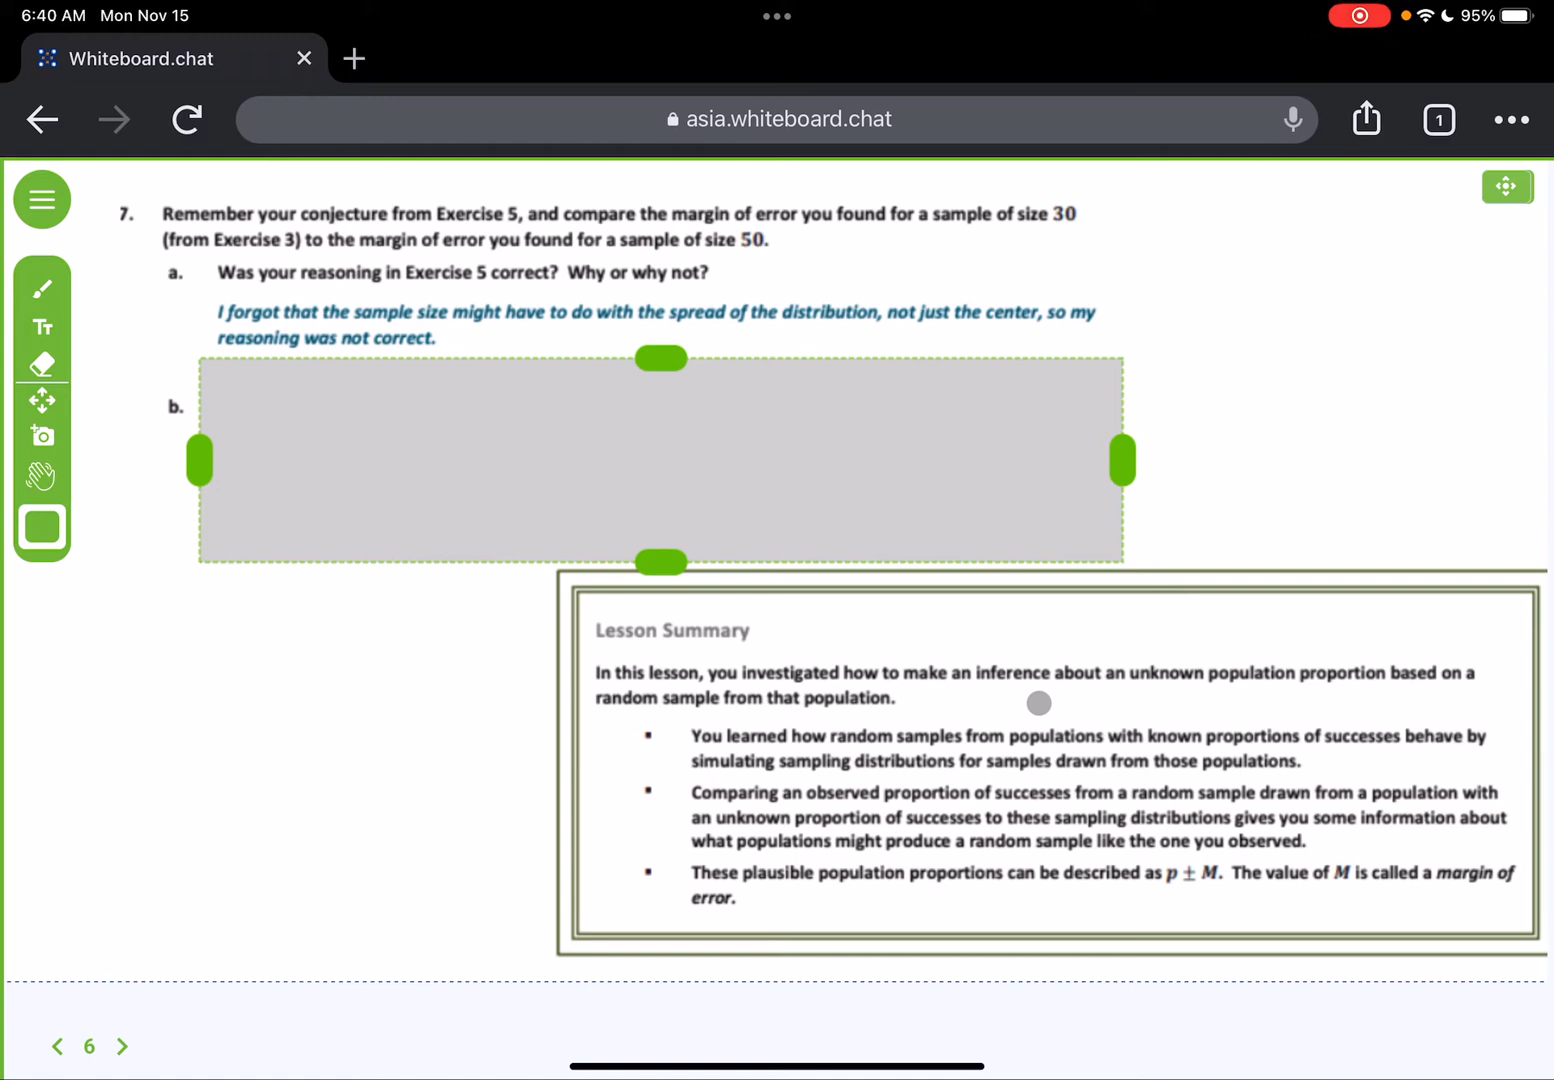 6:40 AM Mon Nov 15
95%
Whiteboard.chat
asia.whiteboard.chat
1
7. Remember your conjecture from Exercise 5, and compare the margin of error you found for a sample of size 30
(from Exercise 3) to the margin of error you found for a sample of size 50.
a. Was your reasoning in Exercise 5 correct? Why or why not?
I forgot that the sample size might have to do with the spread of the distribution, not just the center, so my
reasoning was not correct.
b.
Tт
Lesson Summary
In this lesson, you investigated how to make an inference about an unknown population proportion based on a
random sample from that population.
▪ You learned how random samples from populations with known proportions of successes behave by
simulating sampling distributions for samples drawn from those populations.
▪ Comparing an observed proportion of successes from a random sample drawn from a population with
an unknown proportion of successes to these sampling distributions gives you some information about
what populations might produce a random sample like the one you observed.
▪ These plausible population proportions can be described as p ± M. The value of M is called a margin of
error.
6